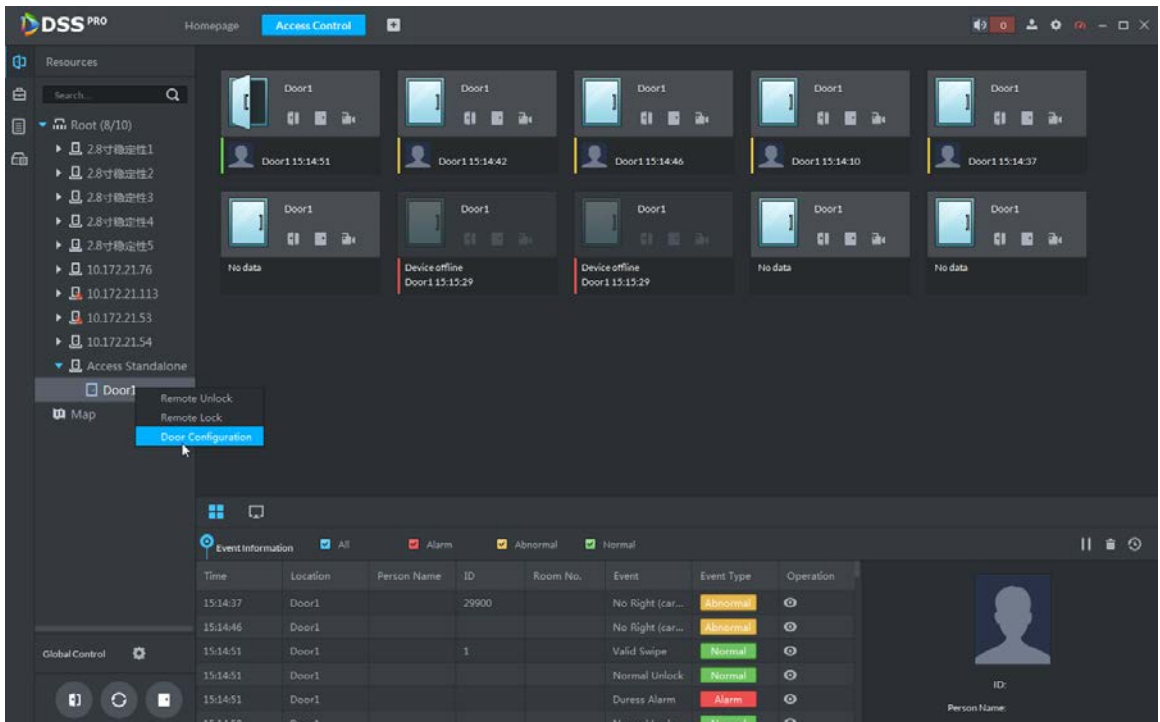 DSS PRO
Homepage
Access Control
0
Resources
Search...
Root (8/10)
2.8寸稳定性1
2.8寸稳定性2
2.8寸稳定性3
2.8寸稳定性4
2.8寸稳定性5
10.172.21.76
10.172.21.113
10.172.21.53
10.172.21.54
Access Standalone
Door1
Map
Remote Unlock
Remote Lock
Door Configuration
Global Control
Door1
Door1 15:14:51
Door1
Door1 15:14:42
Door1
Door1 15:14:46
Door1
Door1 15:14:10
Door1
Door1 15:14:37
Door1
No data
Door1
Device offline
Door1 15:15:29
Door1
Device offline
Door1 15:15:29
Door1
No data
Door1
No data
Event Information All Alarm Abnormal Normal
Time Location Person Name ID Room No. Event Event Type Operation
15:14:37 Door1 29900 No Right (car... Abnormal
15:14:46 Door1 No Right (car... Abnormal
15:14:51 Door1 1 Valid Swipe Normal
15:14:51 Door1 Normal Unlock Normal
15:14:51 Door1 Duress Alarm Alarm
ID:
Person Name: